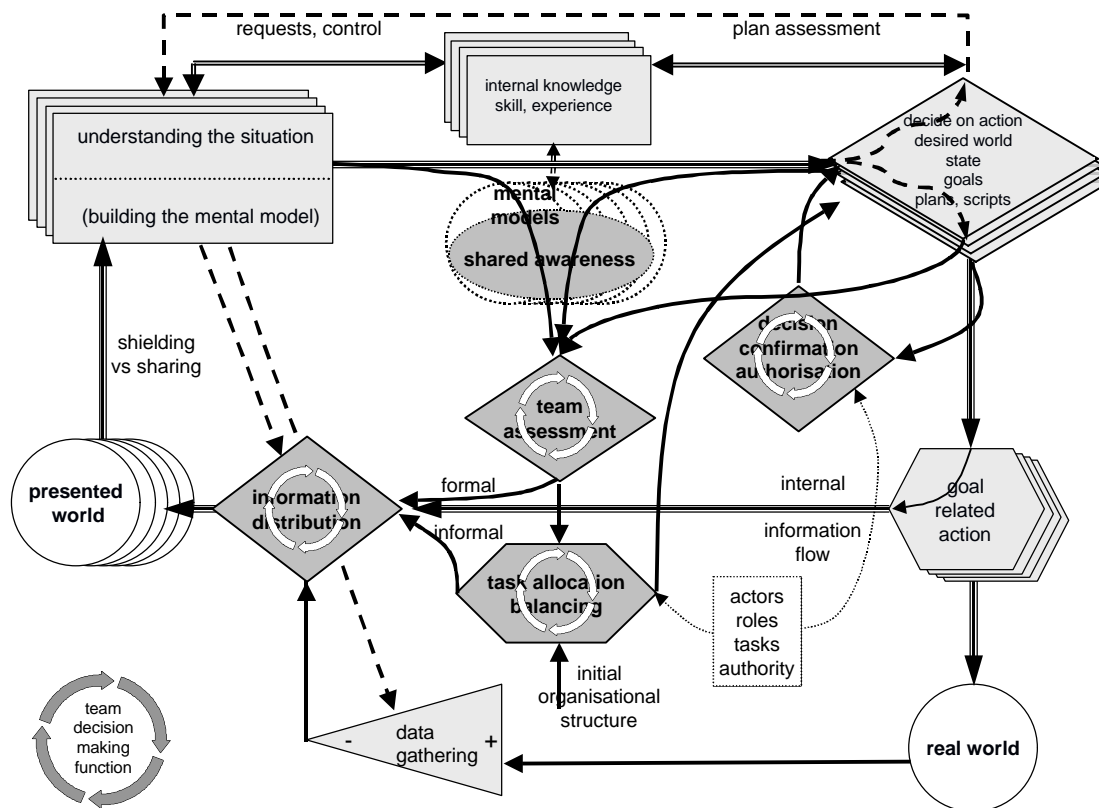 requests, control
plan assessment
internal knowledge
skill, experience
understanding the situation
(building the mental model)
decide on action
desired world
state
goals
plans, scripts
mental
models
shared awareness
shielding
vs sharing
decision
confirmation
authorisation
team
assessment
presented
world
information
distribution
formal
informal
internal
information
flow
goal
related
action
task allocation
balancing
actors
roles
tasks
authority
initial
organisational
structure
team
decision
making
function
- data +
gathering
real world